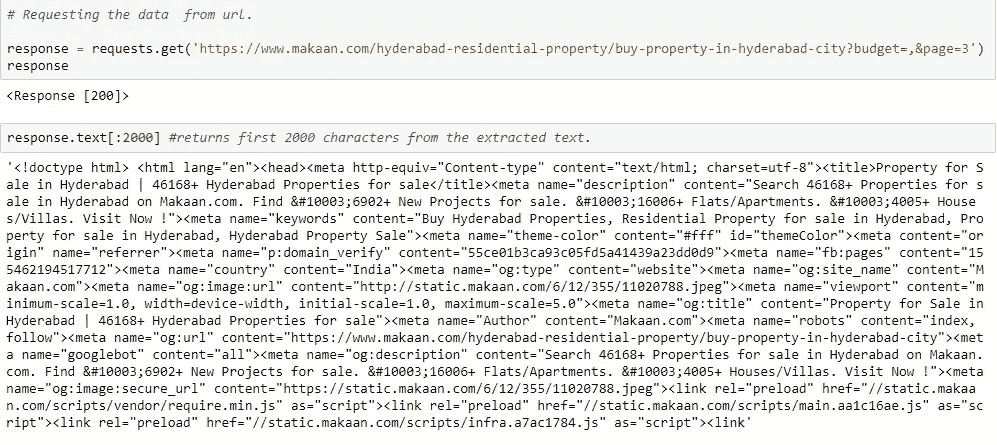 # Requesting the data  from url.
response = requests.get('https://www.makaan.com/hyderabad-residential-property/buy-property-in-hyderabad-city?budget=,&page=3')
response
<Response [200]>
response.text[:2000] #returns first 2000 characters from the extracted text.
'<!doctype html> <html lang="en"><head><meta http-equiv="Content-type" content="text/html; charset=utf-8"><title>Property for S
ale in Hyderabad | 46168+ Hyderabad Properties for sale</title><meta name="description" content="Search 46168+ Properties for s
ale in Hyderabad on Makaan.com. Find &#10003;6902+ New Projects for sale. &#10003;16006+ Flats/Apartments. &#10003;4005+ House
s/Villas. Visit Now !"><meta name="keywords" content="Buy Hyderabad Properties, Residential Property for sale in Hyderabad, Pro
perty for sale in Hyderabad, Hyderabad Property Sale"><meta name="theme-color" content="#fff" id="themeColor"><meta content="or
igin" name="referrer"><meta name="p:domain_verify" content="55ce01b3ca93c05fd5a41439a23dd0d9"><meta name="fb:pages" content="15
5462194517712"><meta name="country" content="India"><meta name="og:type" content="website"><meta name="og:site_name" content="M
akaan.com"><meta name="og:image:url" content="http://static.makaan.com/6/12/355/11020788.jpeg"><meta name="viewport" content="m
inimum-scale=1.0, width=device-width, initial-scale=1.0, maximum-scale=5.0"><meta name="og:title" content="Property for Sale in
Hyderabad | 46168+ Hyderabad Properties for sale"><meta name="Author" content="Makaan.com"><meta name="robots" content="index,
follow"><meta name="og:url" content="https://www.makaan.com/hyderabad-residential-property/buy-property-in-hyderabad-city"><met
a name="googlebot" content="all"><meta name="og:description" content="Search 46168+ Properties for sale in Hyderabad on Makaan.
com. Find &#10003;6902+ New Projects for sale. &#10003;16006+ Flats/Apartments. &#10003;4005+ Houses/Villas. Visit Now !"><meta
name="og:image:secure_url" content="https://static.makaan.com/6/12/355/11020788.jpeg"><link rel="preload" href="//static.makaa
n.com/scripts/vendor/require.min.js" as="script"><link rel="preload" href="//static.makaan.com/scripts/main.aa1c16ae.js" as="sc
ript"><link rel="preload" href="//static.makaan.com/scripts/infra.a7ac1784.js" as="script"><link'